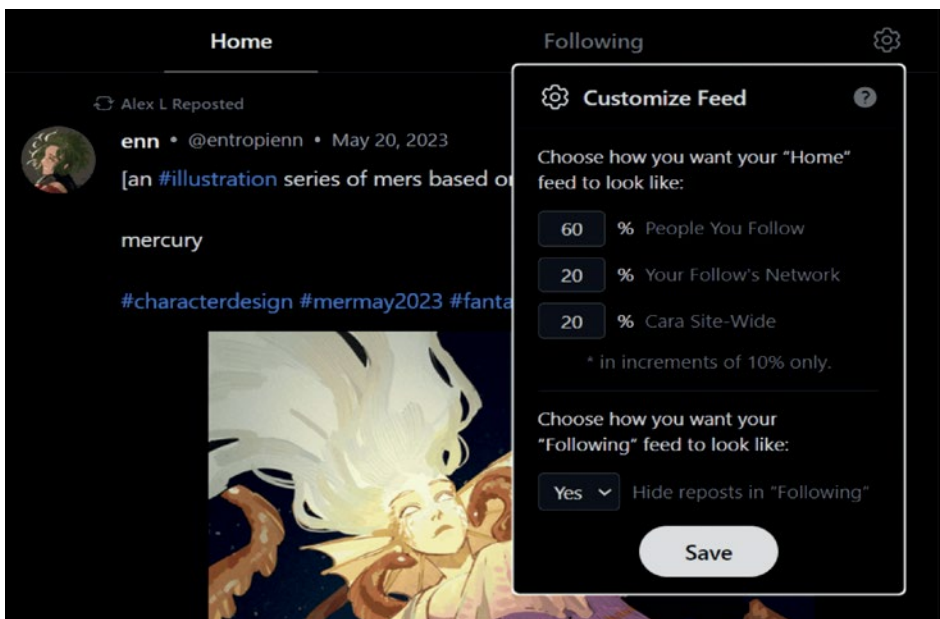 Home Following
Alex L Reposted
enn • @entropienn • May 20, 2023
[an #illustration series of mers based
mercury
#characterdesign #mermay2023
Customize Feed ?
Choose how you want your “Home”
feed to look like:
60 % People You Follow
20 % Your Follow's Network
20 % Cara Site-Wide
* in increments of 10% only.
Choose how you want your
“Following” feed to look like:
Yes Hide reposts in “Following”
Save